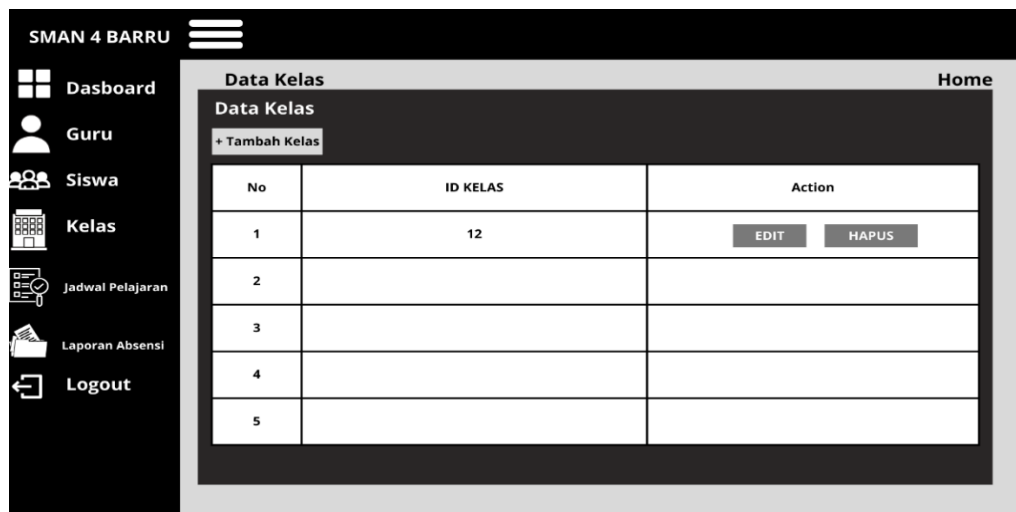 SMAN 4 BARRU
Dasboard
Guru
Siswa
Kelas
Jadwal Pelajaran
Laporan Absensi
Logout
Data Kelas Home
Data Kelas
+ Tambah Kelas
No ID KELAS Action
1 12 EDIT HAPUS
2
3
4
5